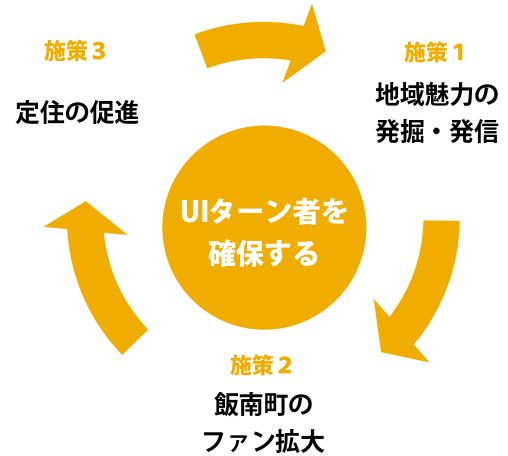 施策１
地域魅力の
発掘・発信
施策２
飯南町の
ファン拡大
施策３
定住の促進
UIターン者を
確保する